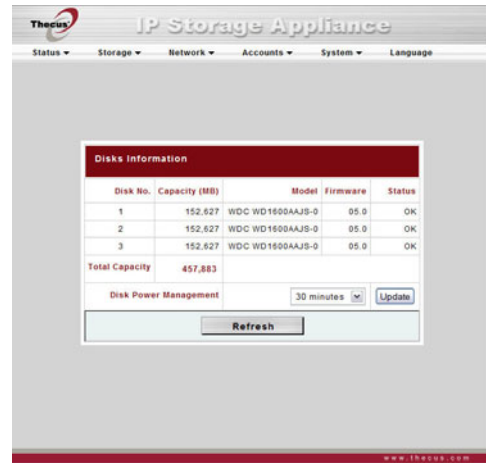 Thecus
IP Storage Appliance
Status Storage Network Accounts System Language
Disks Information
Disk No. Capacity (MB) Model Firmware Status
1 152,627 WDC WD1600AAJS-0 05.0 OK
2 152,627 WDC WD1600AAJS-0 05.0 OK
3 152,627 WDC WD1600AAJS-0 05.0 OK
Total Capacity 457,883
Disk Power Management 30 minutes Update
Refresh
www.thecus.com